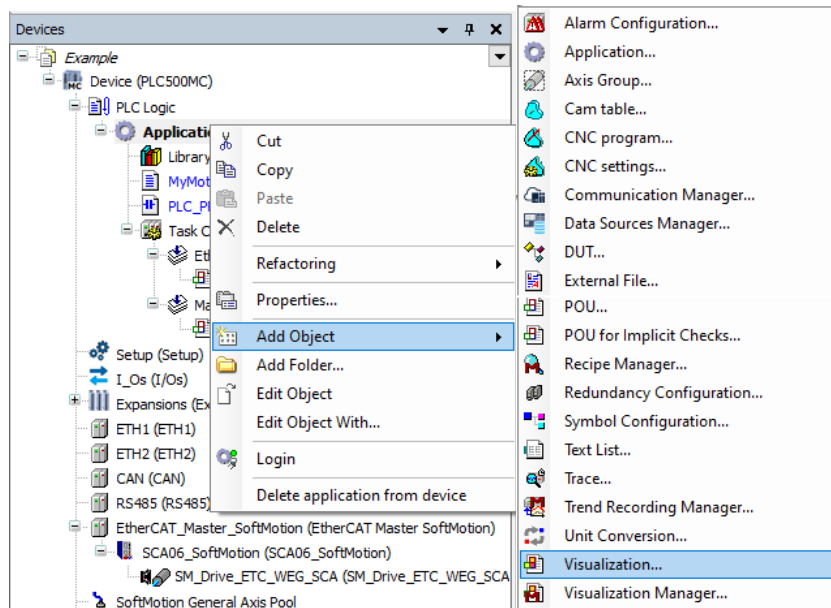 Devices
Example
Device (PLC500MC)
PLC Logic
Applicati
Library
MyMot
PLC_P
Task C
Et
Ma
Setup (Setup)
I_Os (I/Os)
Expansions (Ex
ETH1 (ETH1)
ETH2 (ETH2)
CAN (CAN)
RS485 (RS485)
EtherCAT_Master_SoftMotion (EtherCAT Master SoftMotion)
SCA06_SoftMotion (SCA06_SoftMotion)
SM_Drive_ETC_WEG_SCA (SM_Drive_ETC_WEG_SCA
SoftMotion General Axis Pool
Cut
Copy
Paste
Delete
Refactoring
Properties...
Add Object
Add Folder...
Edit Object
Edit Object With...
Login
Delete application from device
Alarm Configuration...
Application...
Axis Group...
Cam table...
CNC program...
CNC settings...
Communication Manager...
Data Sources Manager...
DUT...
External File...
POU...
POU for Implicit Checks...
Recipe Manager...
Redundancy Configuration...
Symbol Configuration...
Text List...
Trace...
Trend Recording Manager...
Unit Conversion...
Visualization...
Visualization Manager...